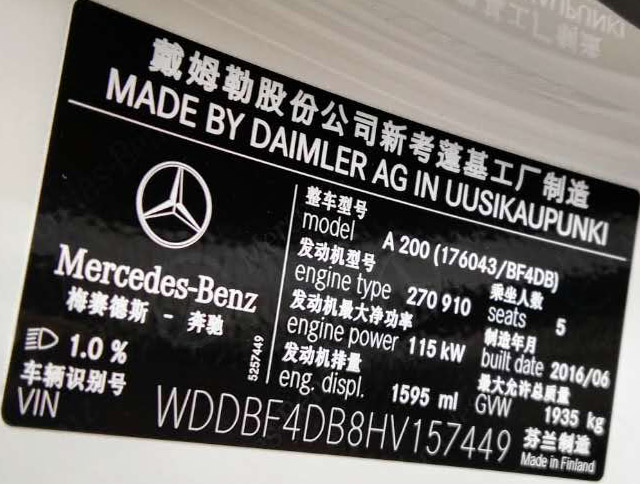 戴姆勒股份公司新考蓬基工厂制造
MADE BY DAIMLER AG IN UUSIKAUPUNKI
Mercedes-Benz
梅赛德斯 - 奔驰
1.0 %
车辆识别号
VIN
5257449
整车型号
model A 200 (176043/BF4DB)
发动机型号
engine type 270 910
乘坐人数
seats 5
发动机最大净功率
engine power 115 kW
制造年月
built date 2016/06
发动机排量
eng. displ. 1595 ml
最大允许总质量
GVW 1935 kg
WDDBF4DB8HV157449
芬兰制造
Made in Finland